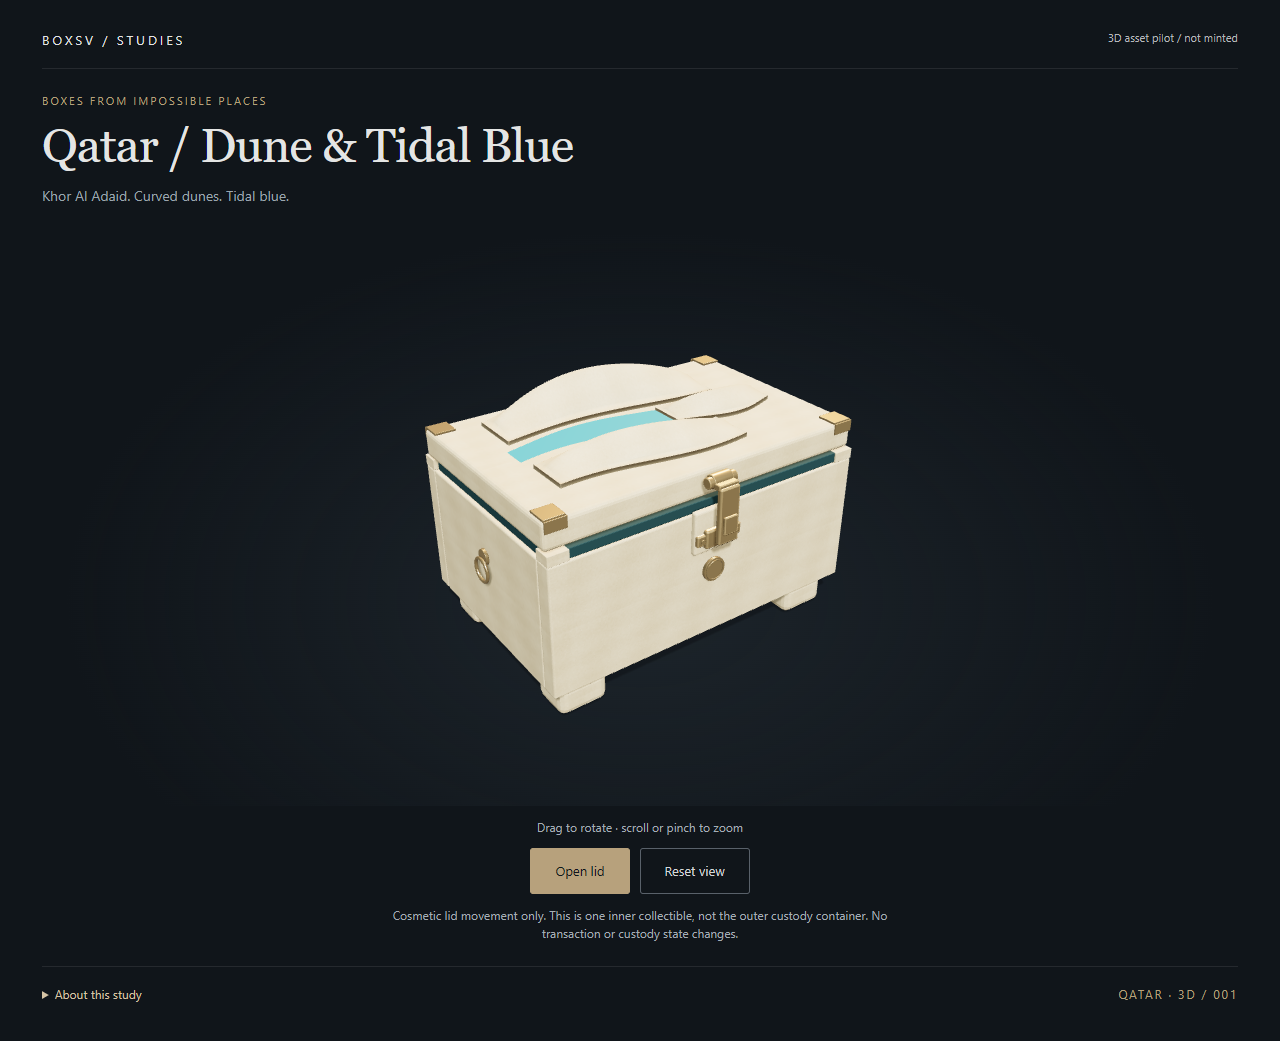 BOXSV / STUDIES
3D asset pilot / not minted
BOXES FROM IMPOSSIBLE PLACES
Qatar / Dune & Tidal Blue
Khor Al Adaid. Curved dunes. Tidal blue.
Drag to rotate · scroll or pinch to zoom
Open lid
Reset view
Cosmetic lid movement only. This is one inner collectible, not the outer custody container. No
transaction or custody state changes.
About this study
QATAR · 3D / 001